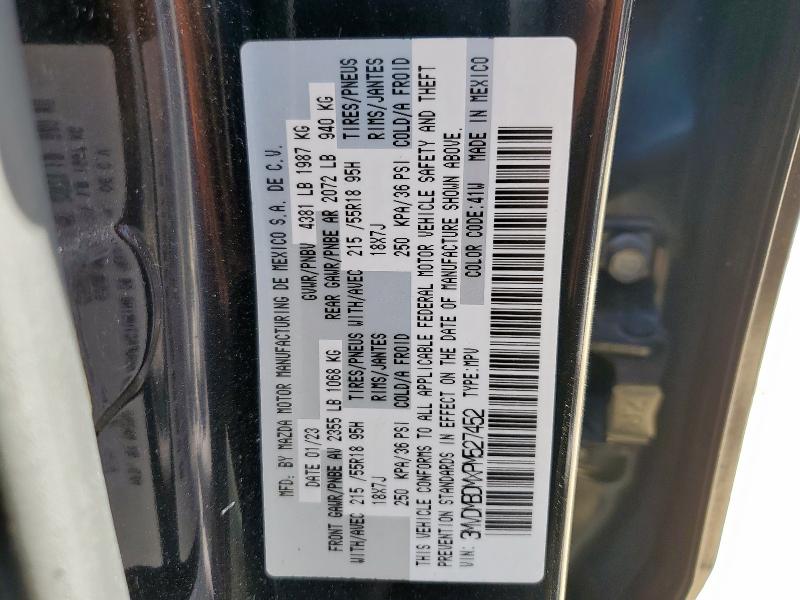 MFD. BY MAZDA MOTOR MANUFACTURING DE MEXICO S.A. DE C.V.
DATE 01/23 GVWR/PNBV 4381 LB 1987 KG
FRONT GAWR/PNBE AV 2355 LB 1068 KG REAR GAWR/PNBE AR 2072 LB 940 KG
WITH/AVEC 215 /55R18 95H TIRES/PNEUS WITH/AVEC 215 /55R18 95H TIRES/PNEUS
18X7J RIMS/JANTES 18X7J RIMS/JANTES
250 KPA/36 PSI COLD/A FROID 250 KPA/36 PSI COLD/A FROID
THIS VEHICLE CONFORMS TO ALL APPLICABLE FEDERAL MOTOR VEHICLE SAFETY AND THEFT
PREVENTION STANDARDS IN EFFECT ON THE DATE OF MANUFACTURE SHOWN ABOVE.
VIN: 3MVDMBDMXPM527452 TYPE:MPV COLOR CODE:41W MADE IN MEXICO